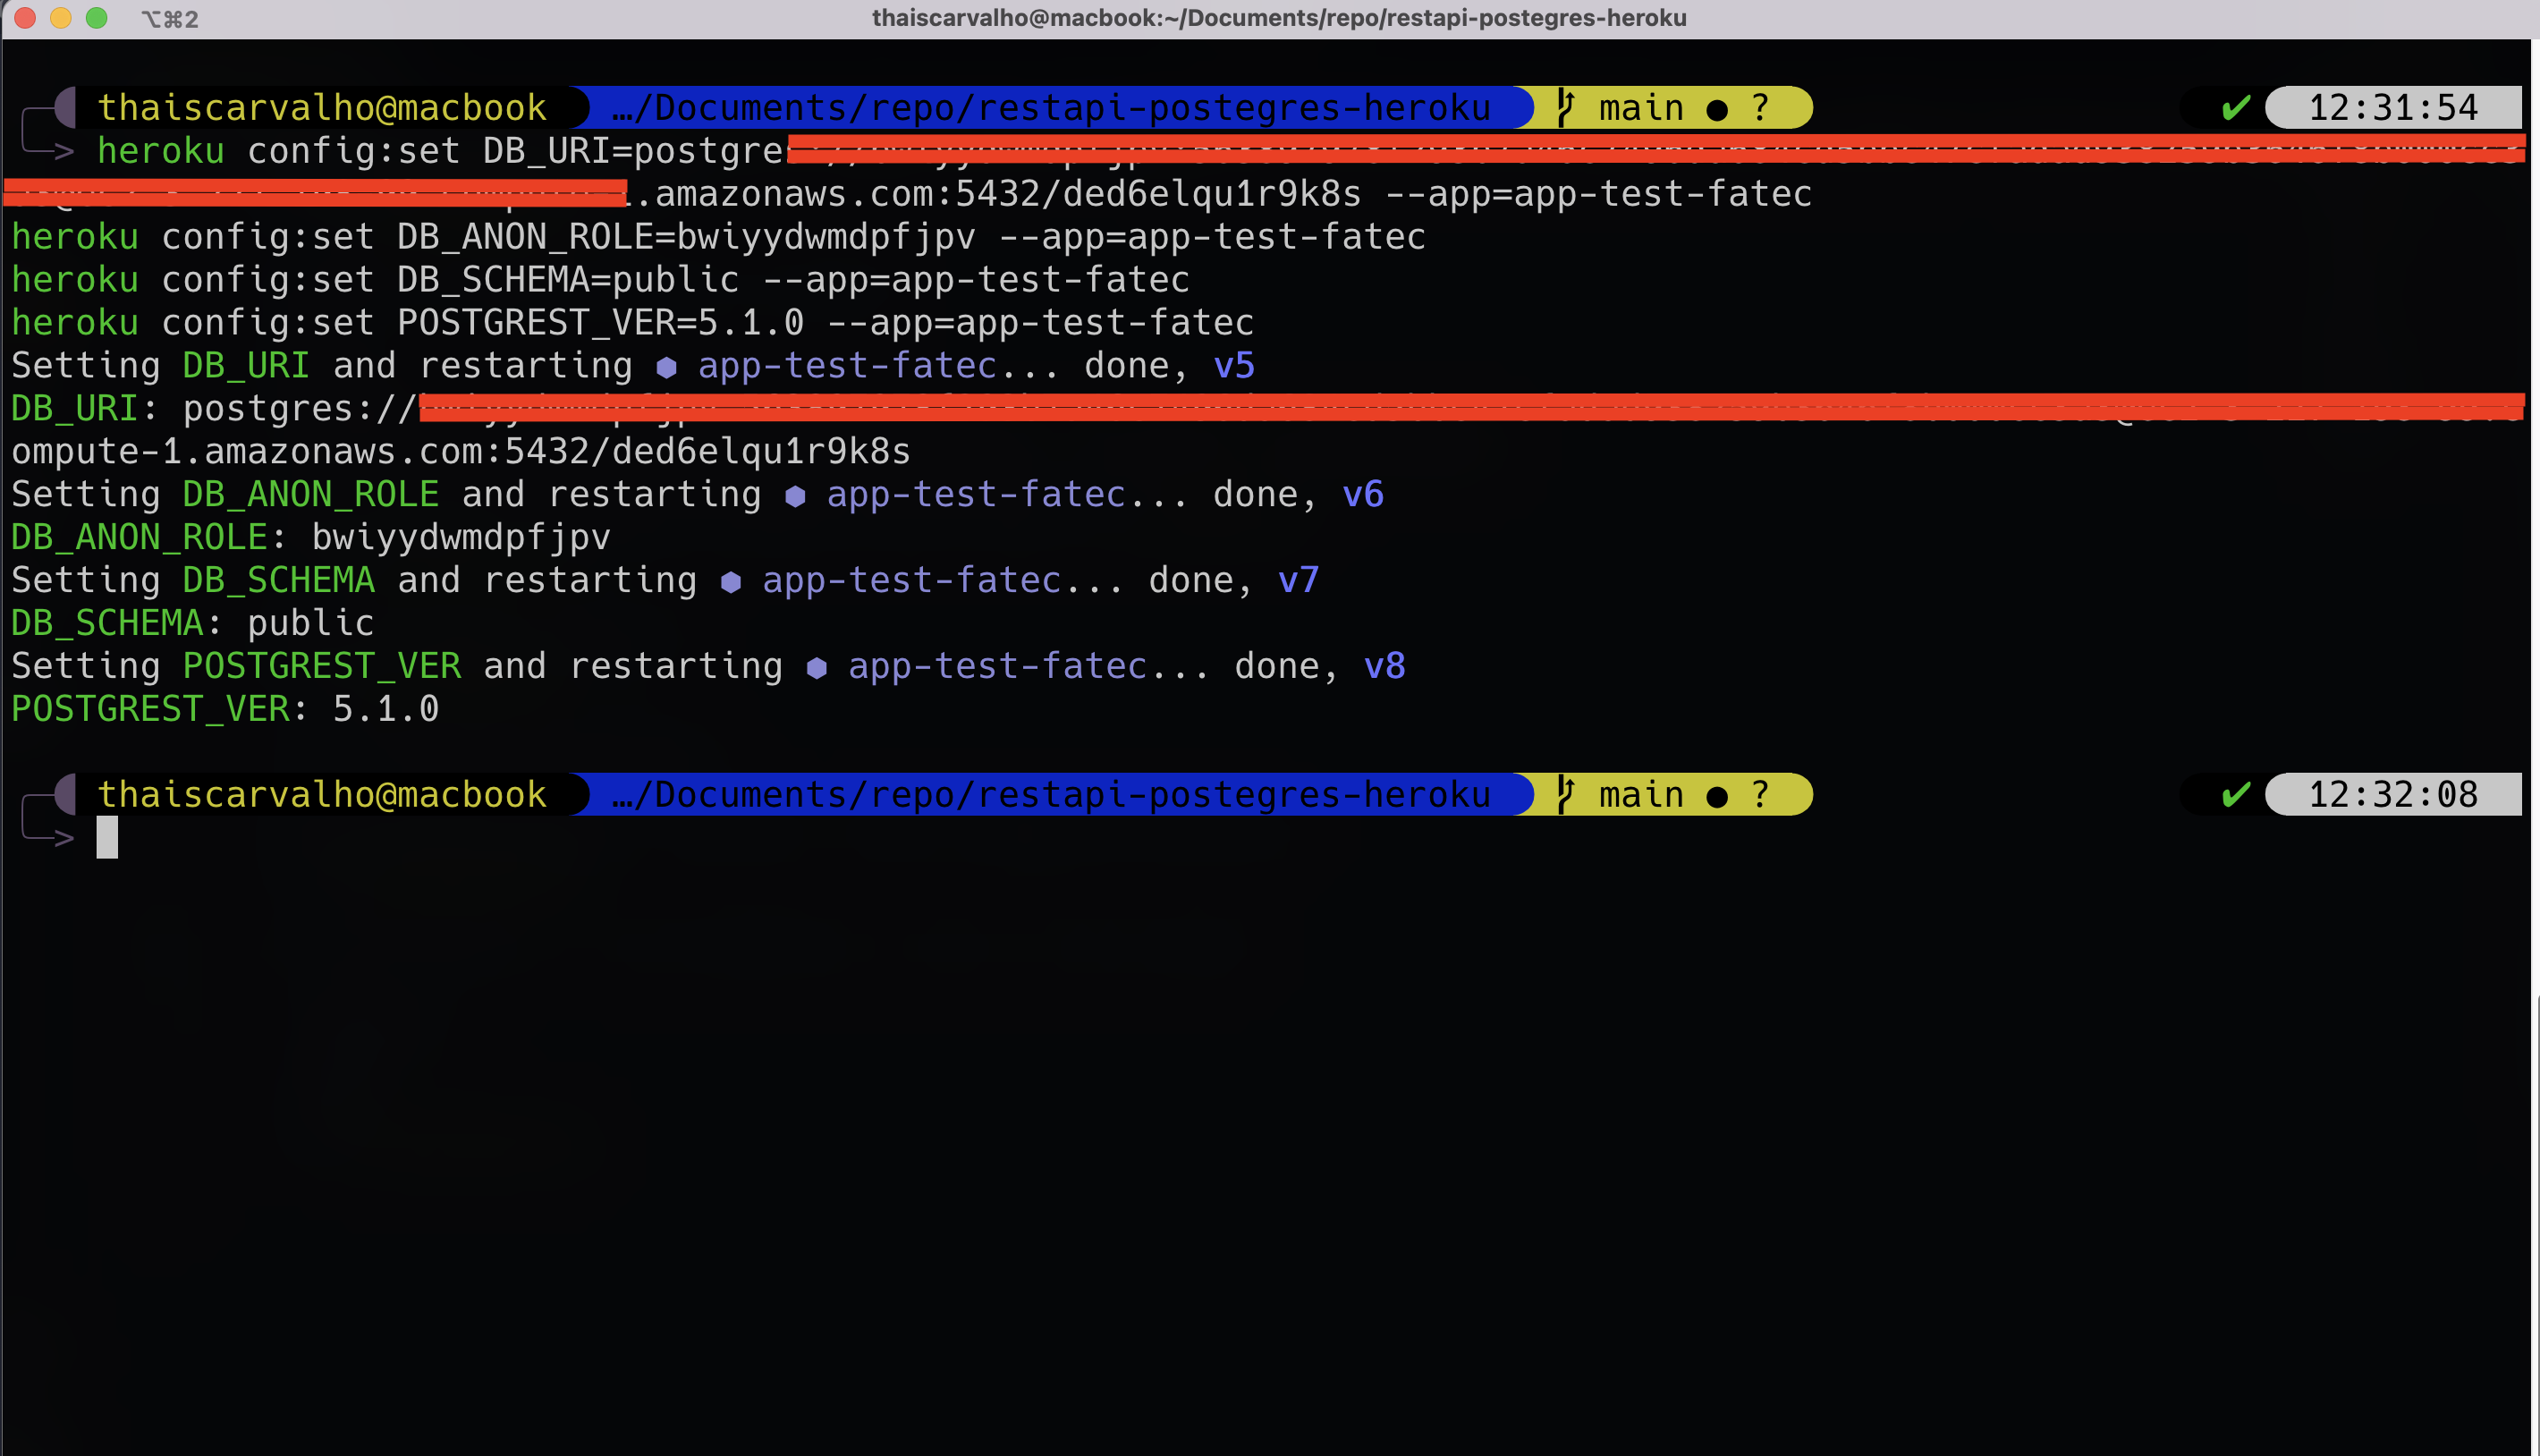 ⌥⌘2 thaiscarvalho@macbook:~/Documents/repo/restapi-postegres-heroku
thaiscarvalho@macbook …/Documents/repo/restapi-postegres-heroku main ● ? ✔ 12:31:54
> heroku config:set DB_URI=postgre
.amazonaws.com:5432/ded6elqu1r9k8s --app=app-test-fatec
heroku config:set DB_ANON_ROLE=bwiyydwmdpfjpv --app=app-test-fatec
heroku config:set DB_SCHEMA=public --app=app-test-fatec
heroku config:set POSTGREST_VER=5.1.0 --app=app-test-fatec
Setting DB_URI and restarting ⬢ app-test-fatec... done, v5
DB_URI: postgres://
ompute-1.amazonaws.com:5432/ded6elqu1r9k8s
Setting DB_ANON_ROLE and restarting ⬢ app-test-fatec... done, v6
DB_ANON_ROLE: bwiyydwmdpfjpv
Setting DB_SCHEMA and restarting ⬢ app-test-fatec... done, v7
DB_SCHEMA: public
Setting POSTGREST_VER and restarting ⬢ app-test-fatec... done, v8
POSTGREST_VER: 5.1.0
thaiscarvalho@macbook …/Documents/repo/restapi-postegres-heroku main ● ? ✔ 12:32:08
>